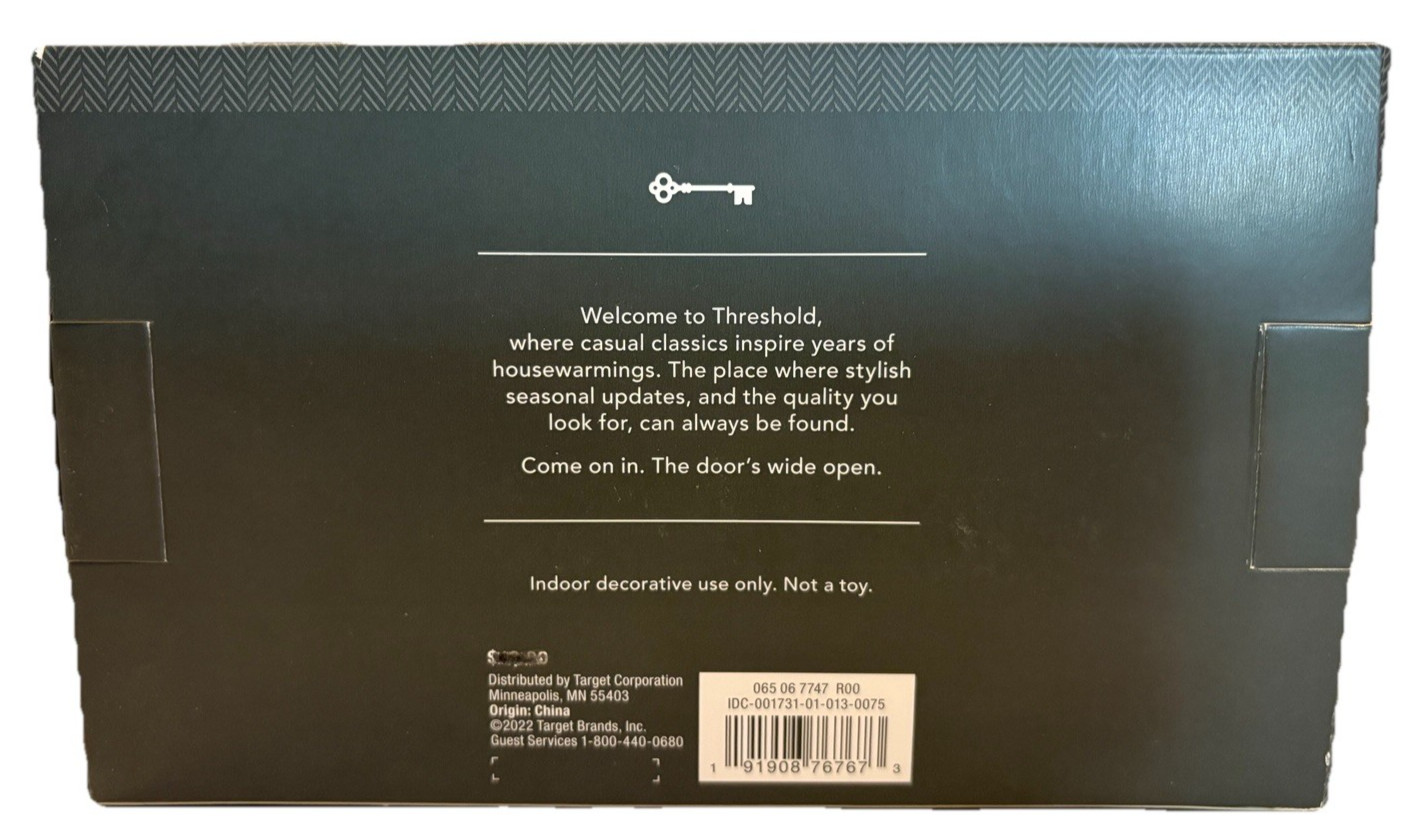 Welcome to Threshold,
where casual classics inspire years of
housewarmings. The place where stylish
seasonal updates, and the quality you
look for, can always be found.
Come on in. The door's wide open.
Indoor decorative use only. Not a toy.
Distributed by Target Corporation
Minneapolis, MN 55403
Origin: China
©2022 Target Brands, Inc.
Guest Services 1-800-440-0680
065 06 7747 R00
IDC-001731-01-013-0075
1 91908 76767 3